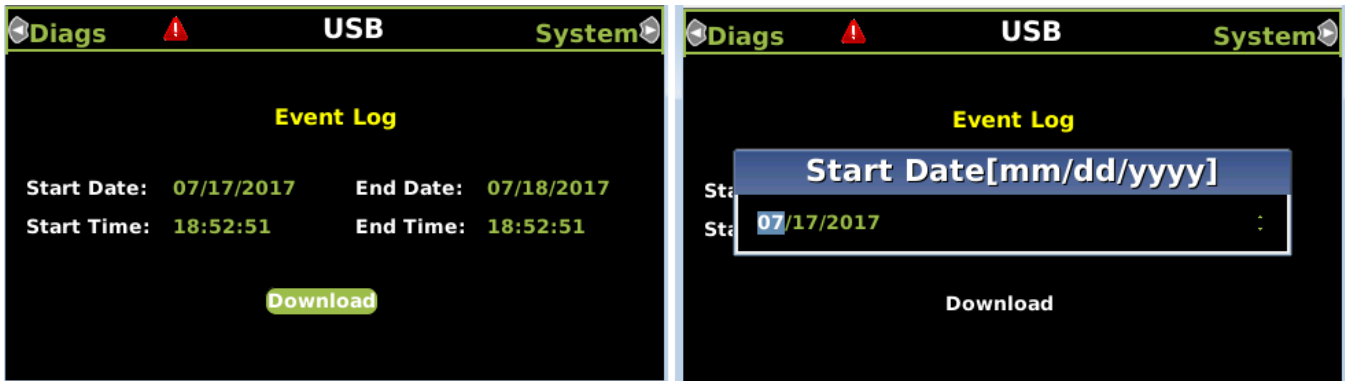 Diags USB System
Event Log
Start Date: 07/17/2017 End Date: 07/18/2017
Start Time: 18:52:51 End Time: 18:52:51
Download
Diags USB System
Event Log
Start Date[mm/dd/yyyy]
Sta
07/17/2017
Sta
Download